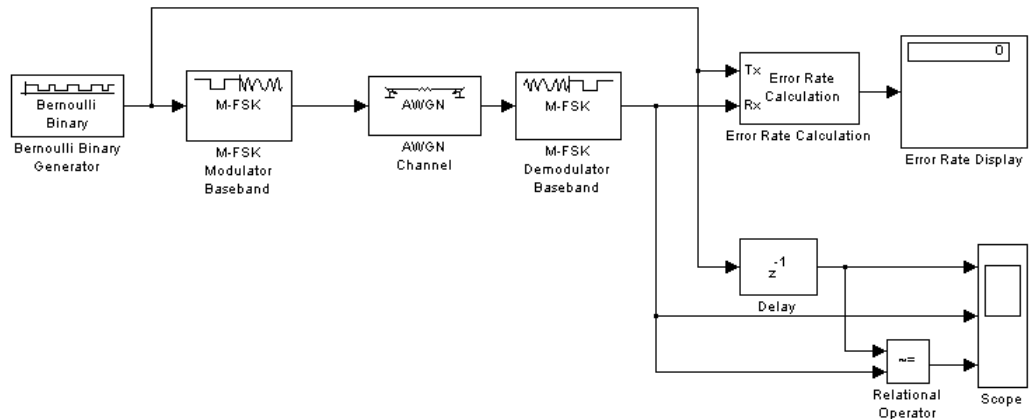 Bernoulli
Binary
Bernoulli Binary
Generator
M-FSK
M-FSK
Modulator
Baseband
AWGN
AWGN
Channel
M-FSK
M-FSK
Demodulator
Baseband
Tx
Rx
Error Rate
Calculation
Error Rate Calculation
0
Error Rate Display
z-1
Delay
~=
Relational
Operator
Scope